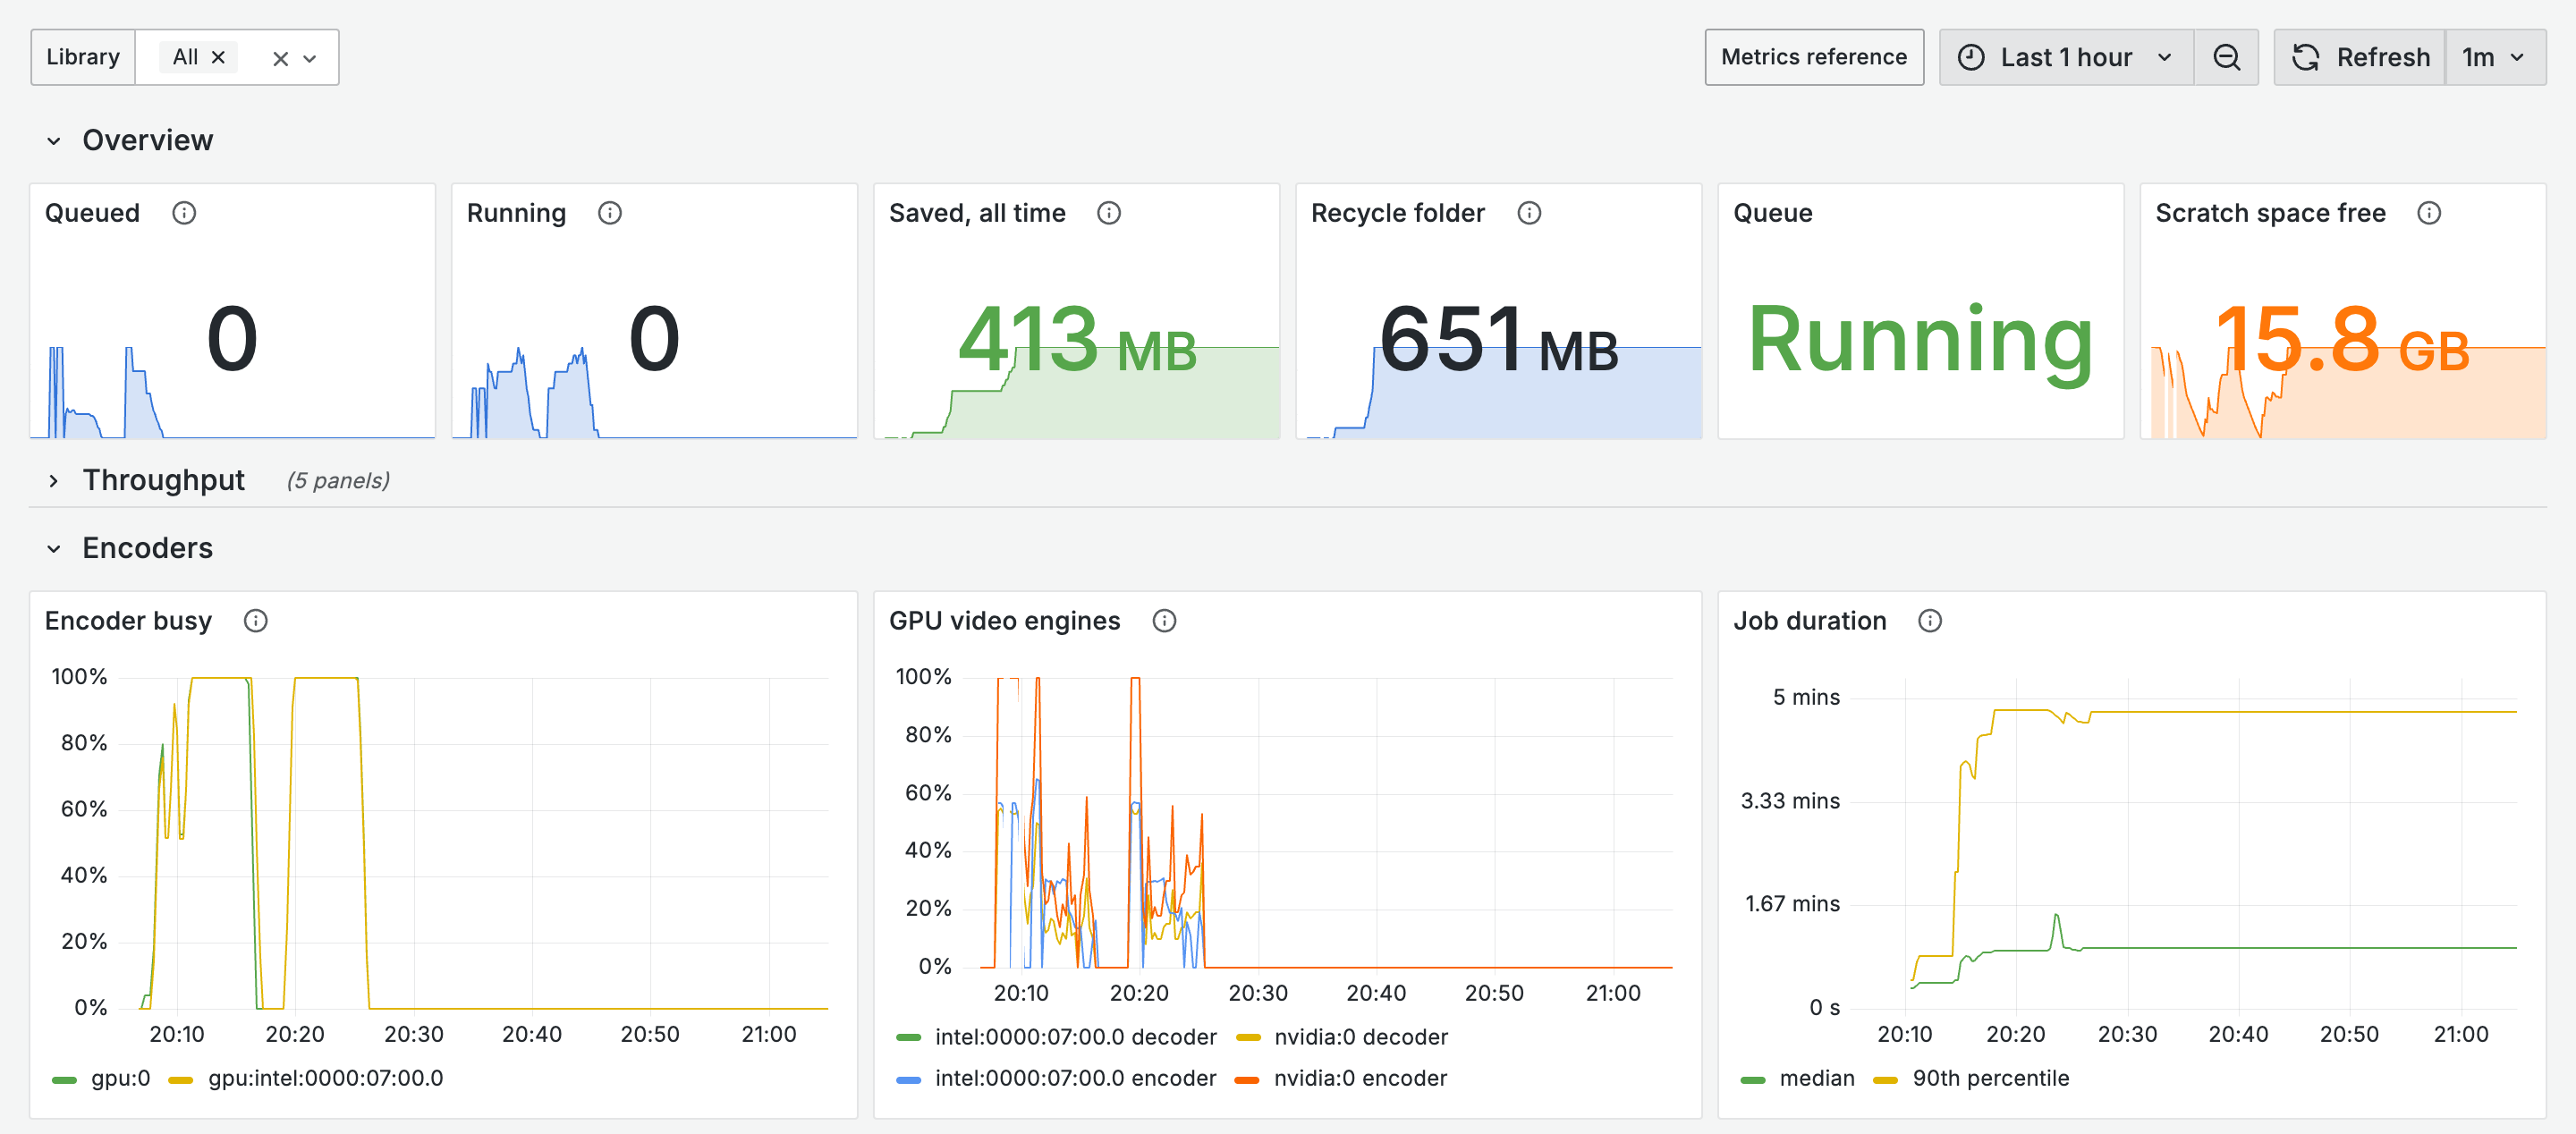 Library All
Metrics reference Last 1 hour Refresh 1m
Overview
Queued Running Saved, all time Recycle folder Queue Scratch space free
0 0 413 MB 651 MB Running 15.8 GB
Throughput (5 panels)
Encoders
Encoder busy
100%
80%
60%
40%
20%
0%
20:10 20:20 20:30 20:40 20:50 21:00
gpu:0 gpu:intel:0000:07:00.0
GPU video engines
100%
80%
60%
40%
20%
0%
20:10 20:20 20:30 20:40 20:50 21:00
intel:0000:07:00.0 decoder nvidia:0 decoder
intel:0000:07:00.0 encoder nvidia:0 encoder
Job duration
5 mins
3.33 mins
1.67 mins
0 s
20:10 20:20 20:30 20:40 20:50 21:00
median 90th percentile